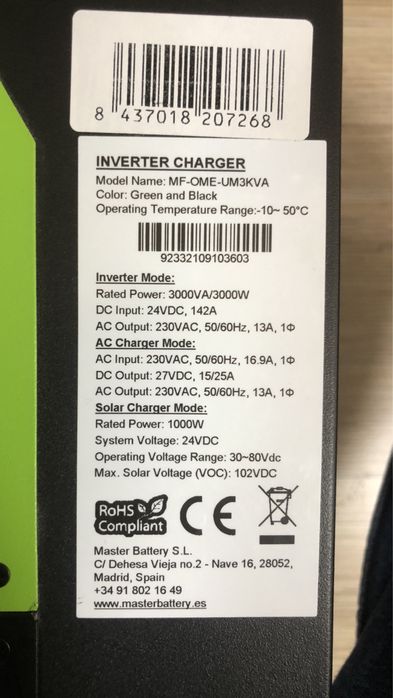 8 437018 207268
INVERTER CHARGER
Model Name: MF-OME-UM3KVA
Color: Green and Black
Operating Temperature Range:-10~ 50°C
92332109103603
Inverter Mode:
Rated Power: 3000VA/3000W
DC Input: 24VDC, 142A
AC Output: 230VAC, 50/60Hz, 13A, 1Φ
AC Charger Mode:
AC Input: 230VAC, 50/60Hz, 16.9A, 1Φ
DC Output: 27VDC, 15/25A
AC Output: 230VAC, 50/60Hz, 13A, 1Φ
Solar Charger Mode:
Rated Power: 1000W
System Voltage: 24VDC
Operating Voltage Range: 30~80Vdc
Max. Solar Voltage (VOC): 102VDC
RoHS
Compliant
CE
Master Battery S.L.
C/ Dehesa Vieja no.2 - Nave 16, 28052,
Madrid, Spain
+34 91 802 16 49
www.masterbattery.es